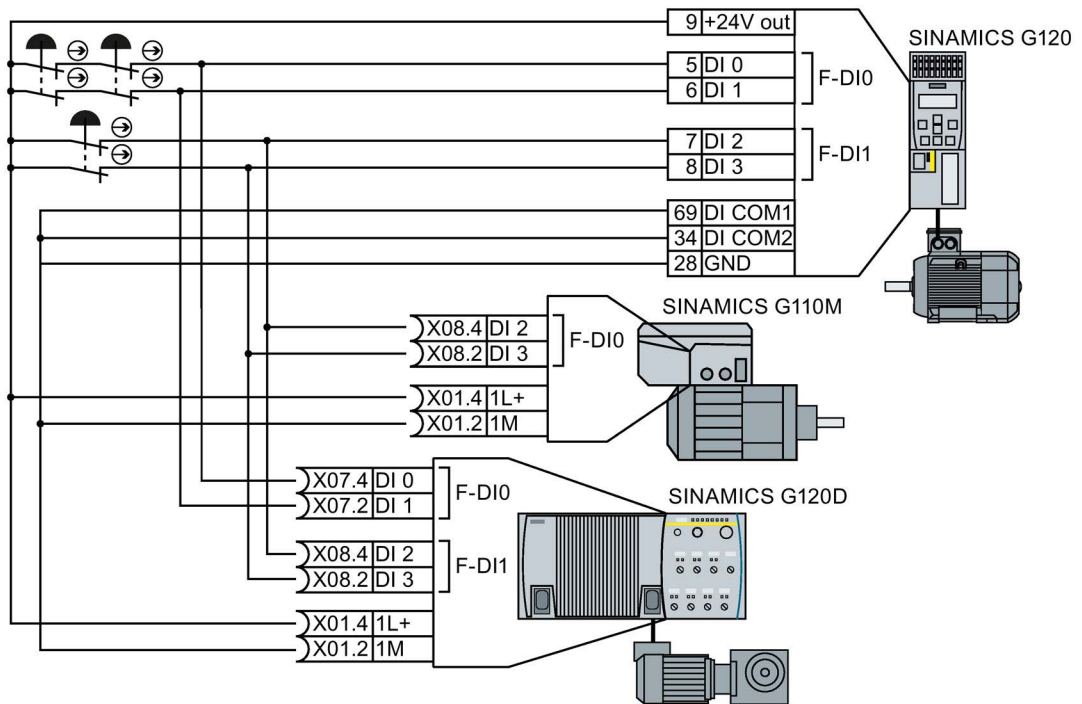 9 +24V out
SINAMICS G120
5 DI 0
F-DI0
6 DI 1
7 DI 2
F-DI1
8 DI 3
69 DI COM1
34 DI COM2
28 GND
SINAMICS G110M
X08.4 DI 2
F-DI0
X08.2 DI 3
X01.4 1L+
X01.2 1M
X07.4 DI 0
F-DI0
X07.2 DI 1
SINAMICS G120D
X08.4 DI 2
F-DI1
X08.2 DI 3
X01.4 1L+
X01.2 1M